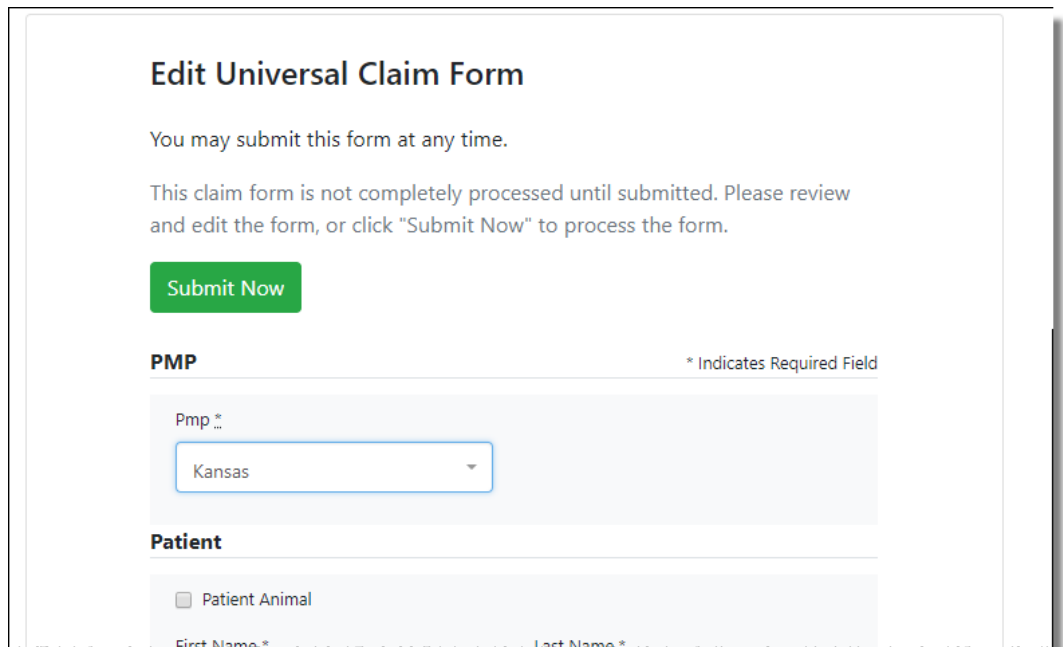 Edit Universal Claim Form
You may submit this form at any time.
This claim form is not completely processed until submitted. Please review
and edit the form, or click "Submit Now" to process the form.
Submit Now
PMP
* Indicates Required Field
Pmp *
Kansas
Patient
Patient Animal
First Name * Last Name *